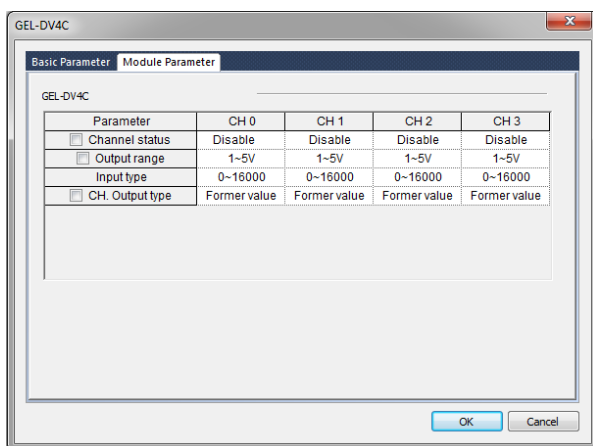 GEL-DV4C
Basic Parameter Module Parameter
GEL-DV4C
Parameter CH 0 CH 1 CH 2 CH 3
Channel status Disable Disable Disable Disable
Output range 1~5V 1~5V 1~5V 1~5V
Input type 0~16000 0~16000 0~16000 0~16000
CH. Output type Former value Former value Former value Former value
OK Cancel